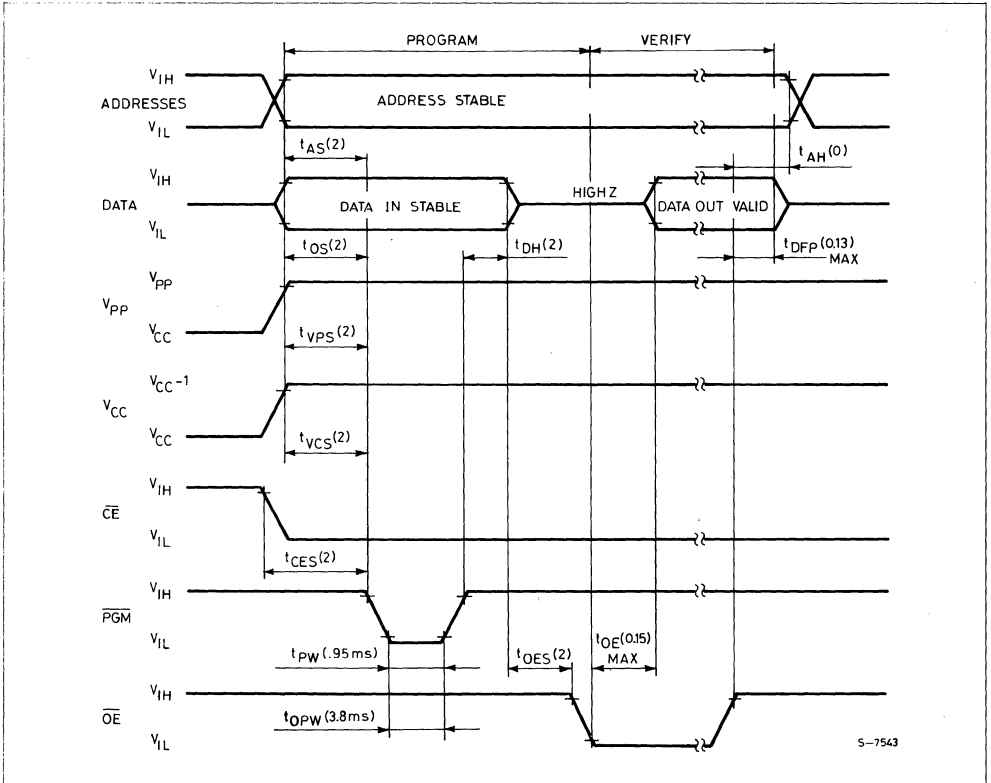 PROGRAM VERIFY
VIH
ADDRESSES ADDRESS STABLE
VIL
tAS(2) tAH(0)
VIH
DATA DATA IN STABLE HIGH Z DATA OUT VALID
VIL
tOS(2) tDH(2) tDFP(0.13)
MAX
VPP
VPP
VCC
tVPS(2)
VCC-1
VCC
VCC
tVCS(2)
VIH
CE
VIL
tCES(2)
VIH
PGM
VIL
tPW(.95ms) tOES(2) tOE(0.15)
MAX
VIH
OE tOPW(3.8ms)
VIL
S-7543